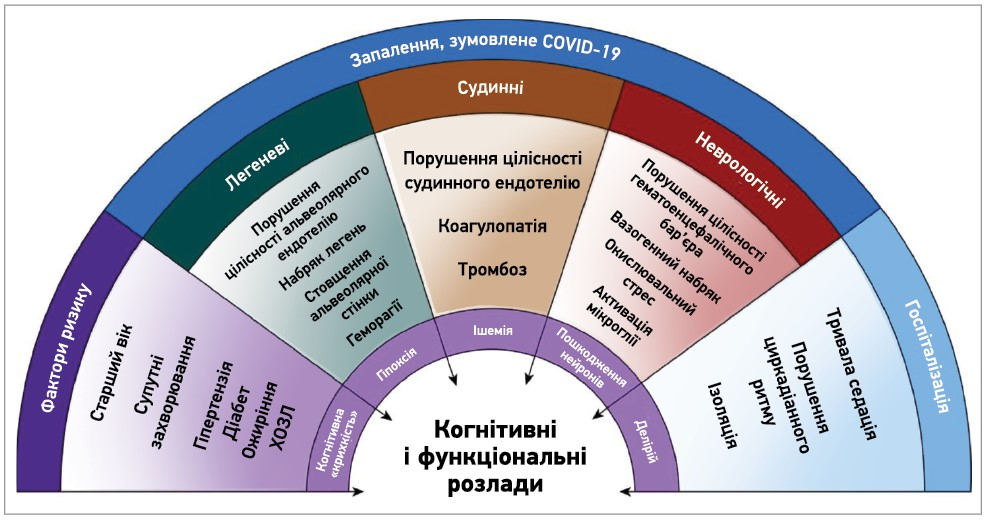 Запалення, зумовлене COVID-19
Фактори ризику
Легеневі
Судинні
Неврологічні
Госпіталізація
Старший вік
Супутні
захворювання
Гіпертензія
Діабет
Ожиріння
ХОЗЛ
Порушення
цілісності альвеолярного
ендотелію
Набряк легень
Стовщення
альвеолярної
стінки
Геморагії
Порушення цілісності
судинного ендотелію
Коагулопатія
Тромбоз
Порушення цілісності
гематоенцефалічного
бар’єра
Вазогенний набряк
Окислювальний
стрес
Активація
мікроглії
Тривала седація
Порушення
циркадіанного
ритму
Ізоляція
Когнітивна
«крихкість»
Гіпоксія
Ішемія
Пошкодження
нейронів
Делірій
Когнітивні
і функціональні
розлади